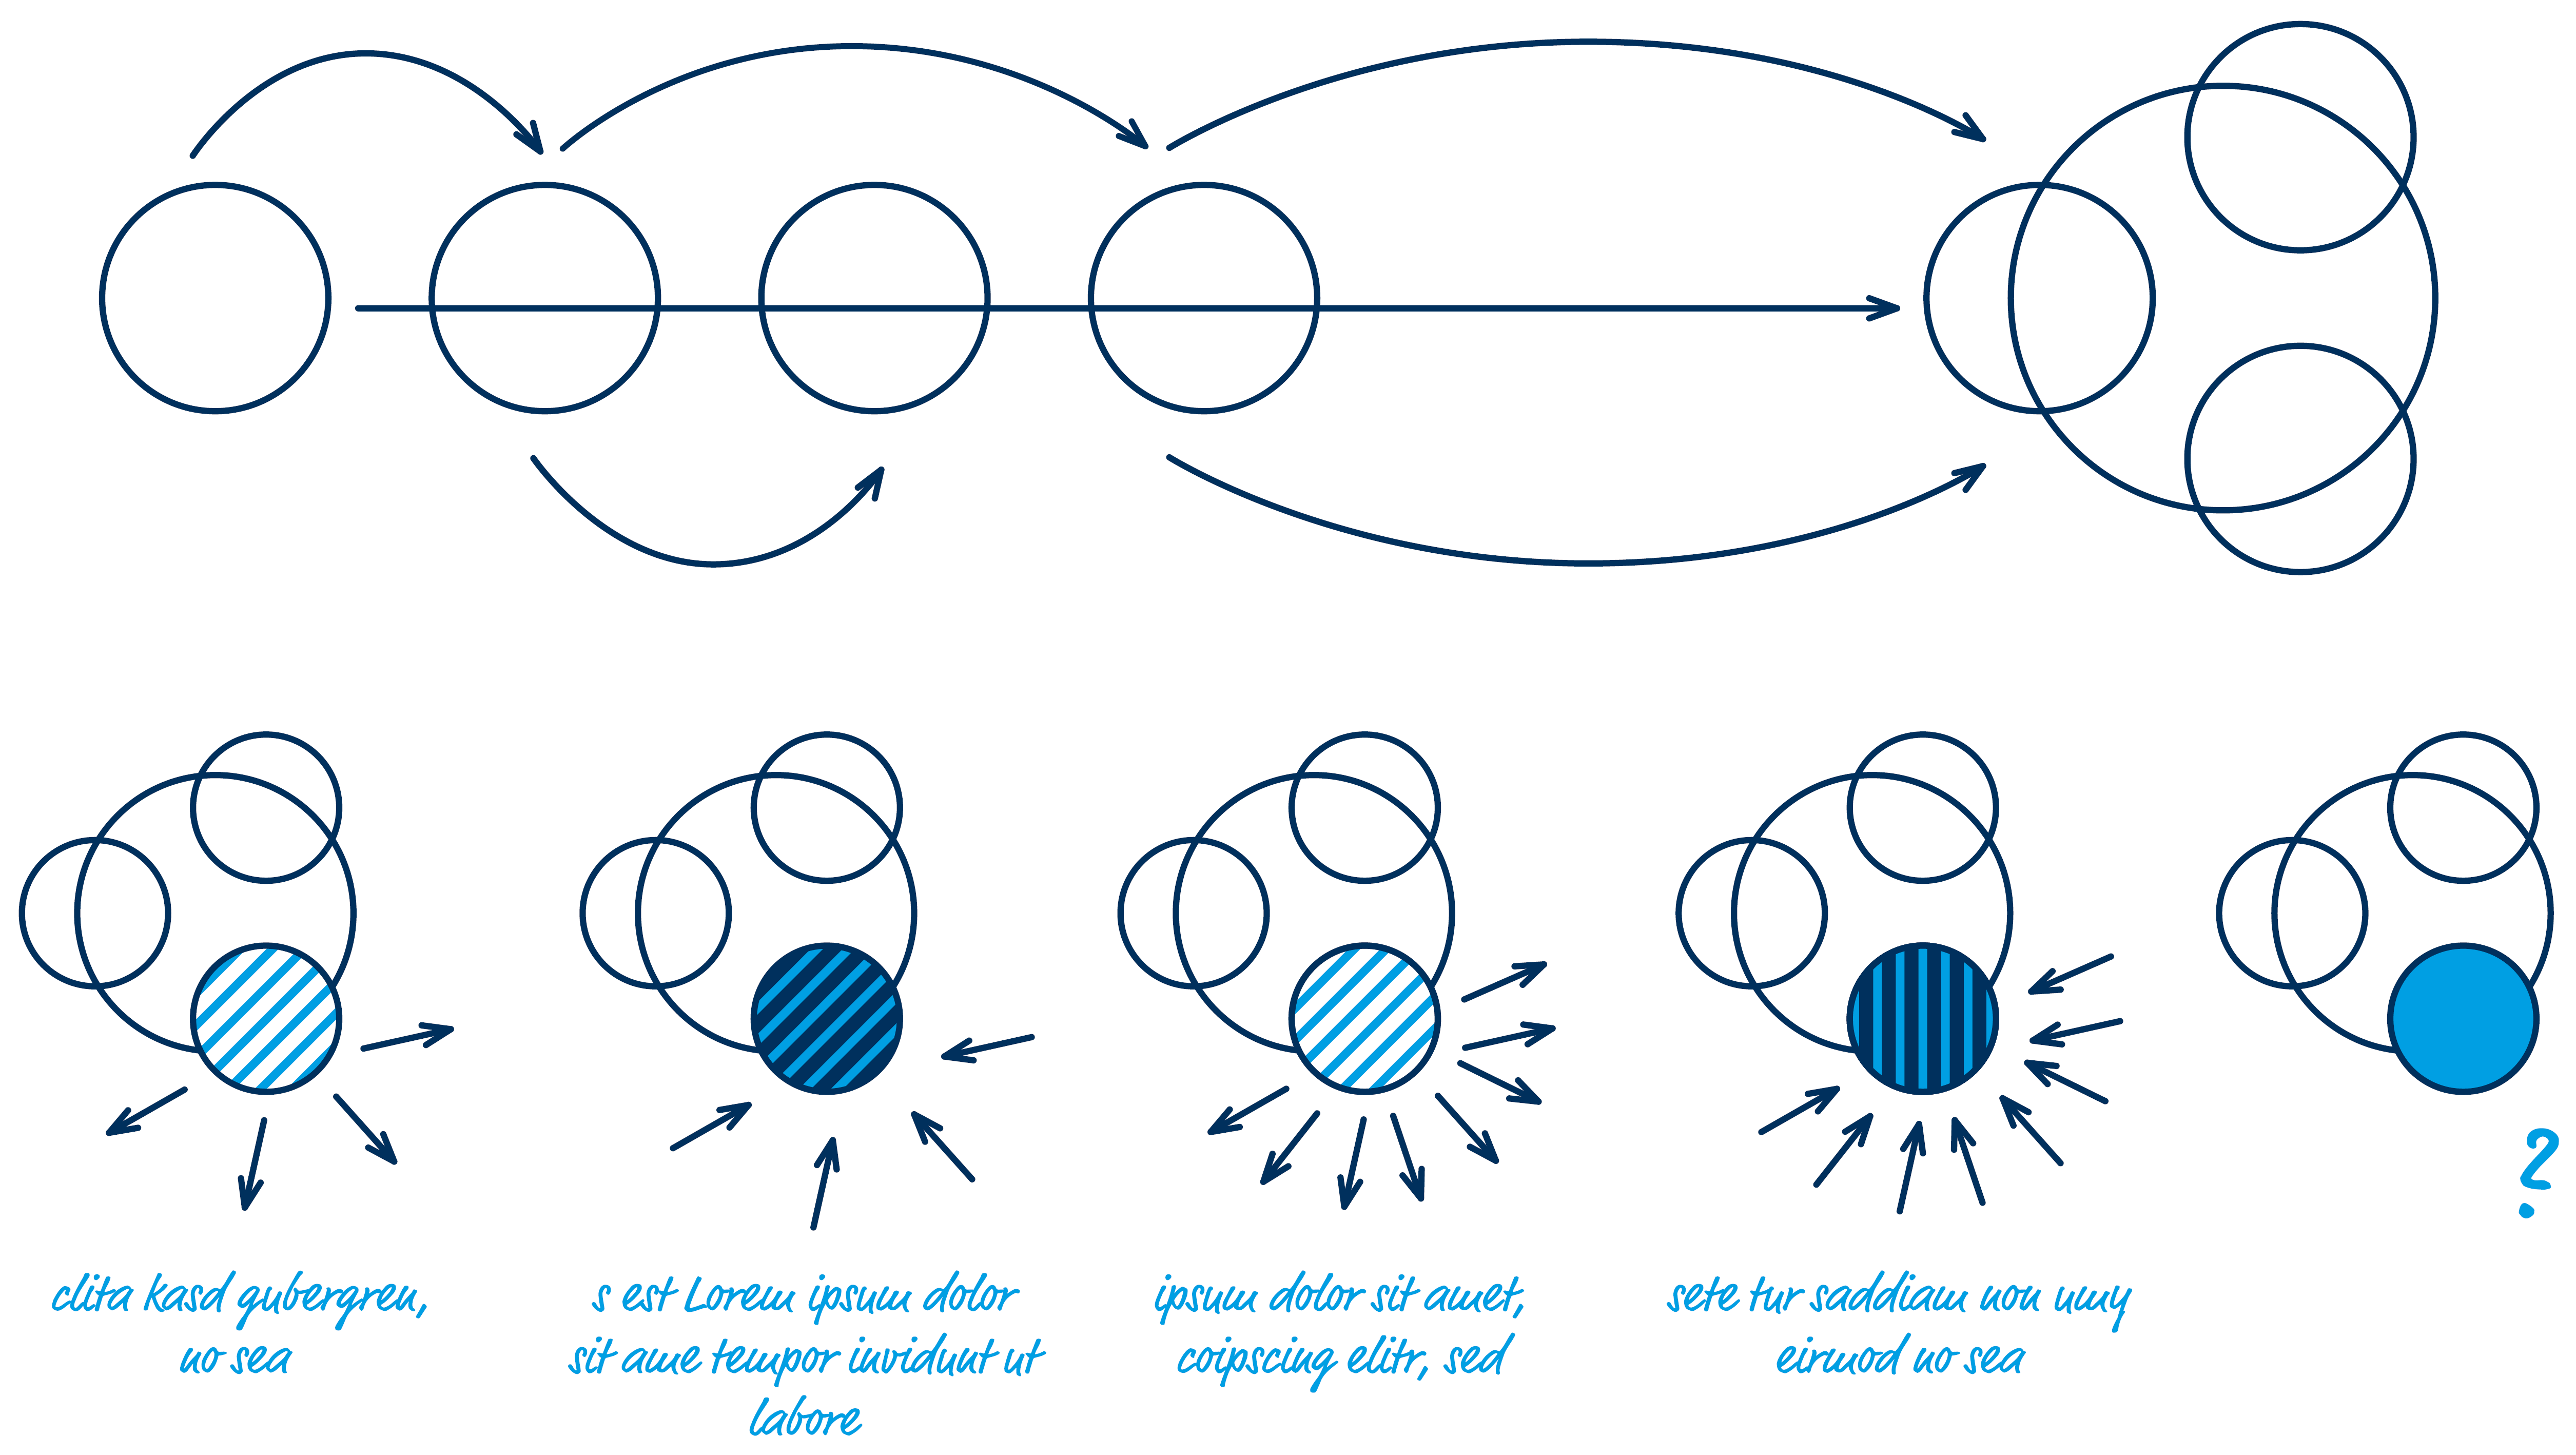 ?
clita kasd gubergren,
no sea
s est Lorem ipsum dolor
sit ame tempor invidunt ut
labore
ipsum dolor sit amet,
coipscing elitr, sed
sete tur saddiam non umy
eirmod no sea